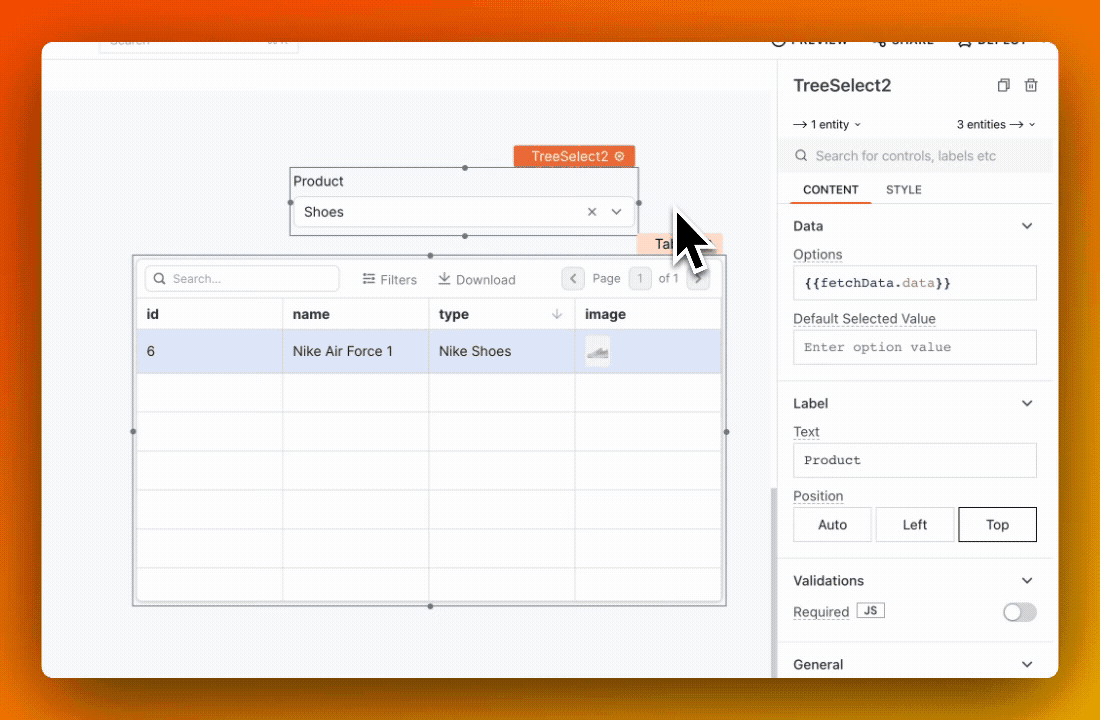 PREVIEW SHARE DEPLOY
TreeSelect2
1 entity 3 entities
Search for controls, labels etc
CONTENT STYLE
Data
Options
{{fetchData.data}}
Default Selected Value
Enter option value
Label
Text
Product
Position
Auto Left Top
Validations
Required JS
General
TreeSelect2
Product
Shoes
Search... Filters Download Page 1 of 1
id name type image
6 Nike Air Force 1 Nike Shoes